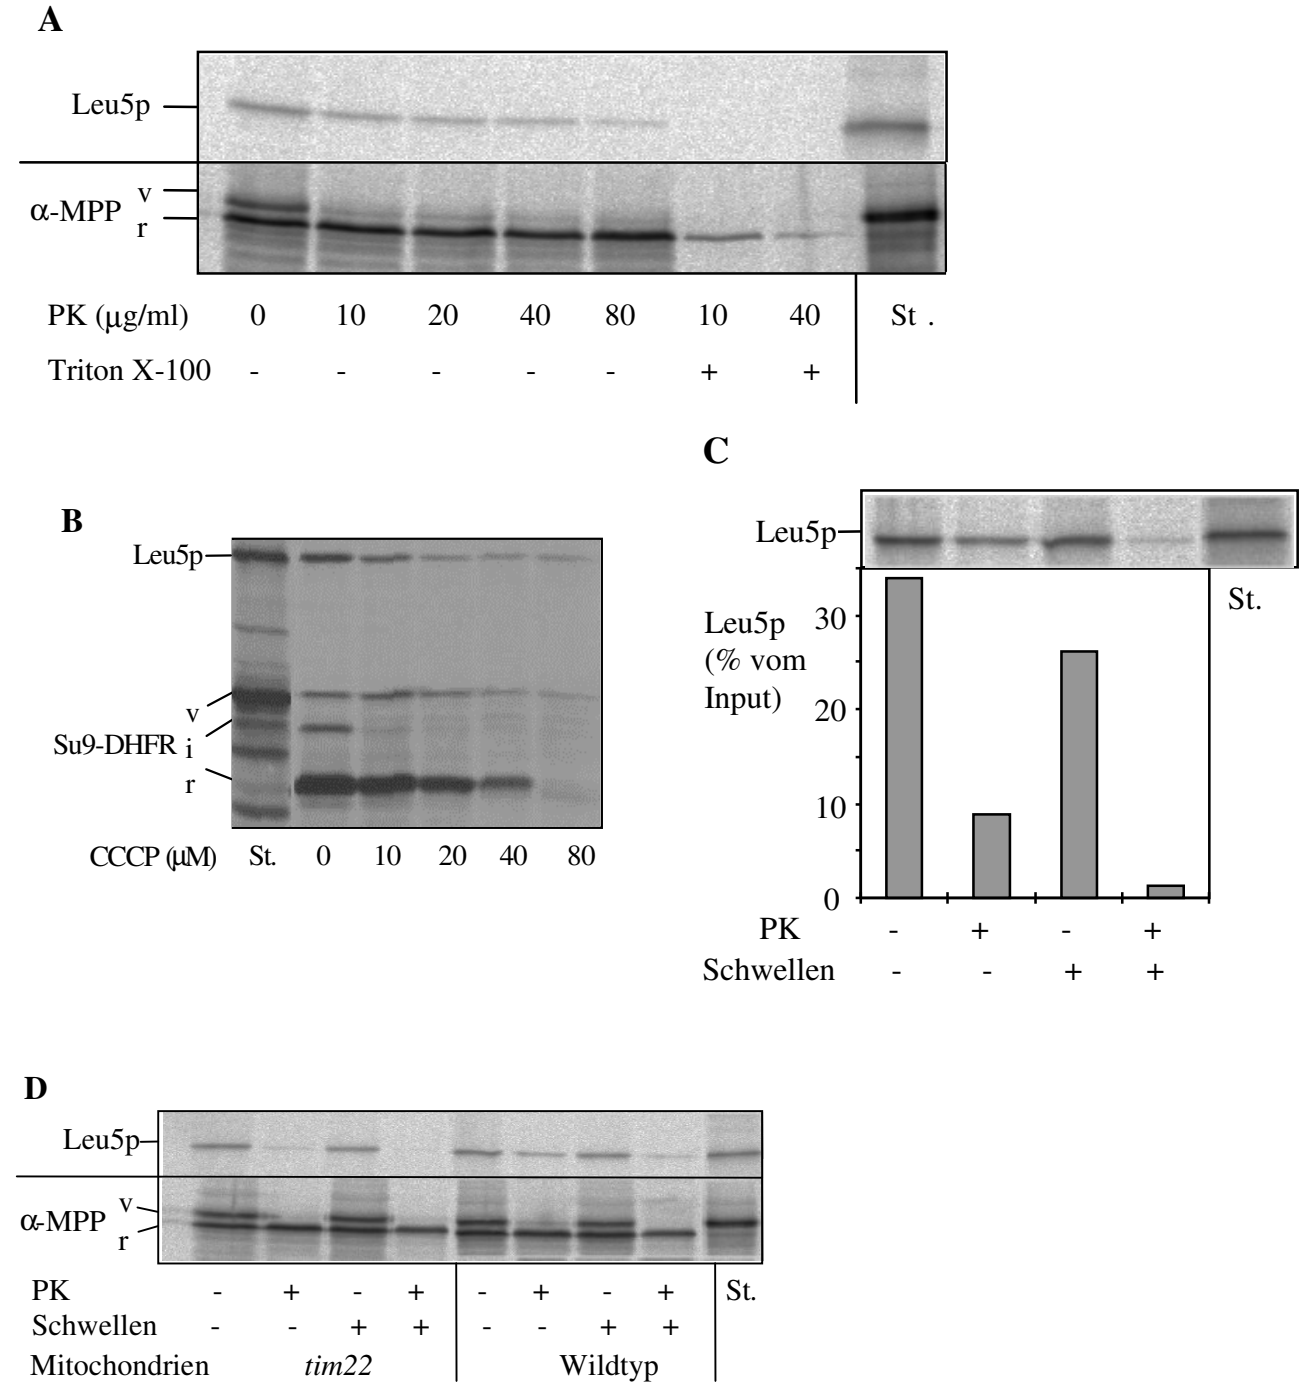 A
Leu5p
α-MPP v
r
PK (μg/ml) 0 10 20 40 80 10 40 St .
Triton X-100 - - - - - + +
B
Leu5p
v
Su9-DHFR i
r
CCCP (μM) St. 0 10 20 40 80
C
Leu5p
St.
Leu5p
(% vom
Input)
30
20
10
0
PK - + - +
Schwellen - - + +
D
Leu5p
α-MPP v
r
PK - + - + - + - + St.
Schwellen - - + + - - + +
Mitochondrien tim22 Wildtyp